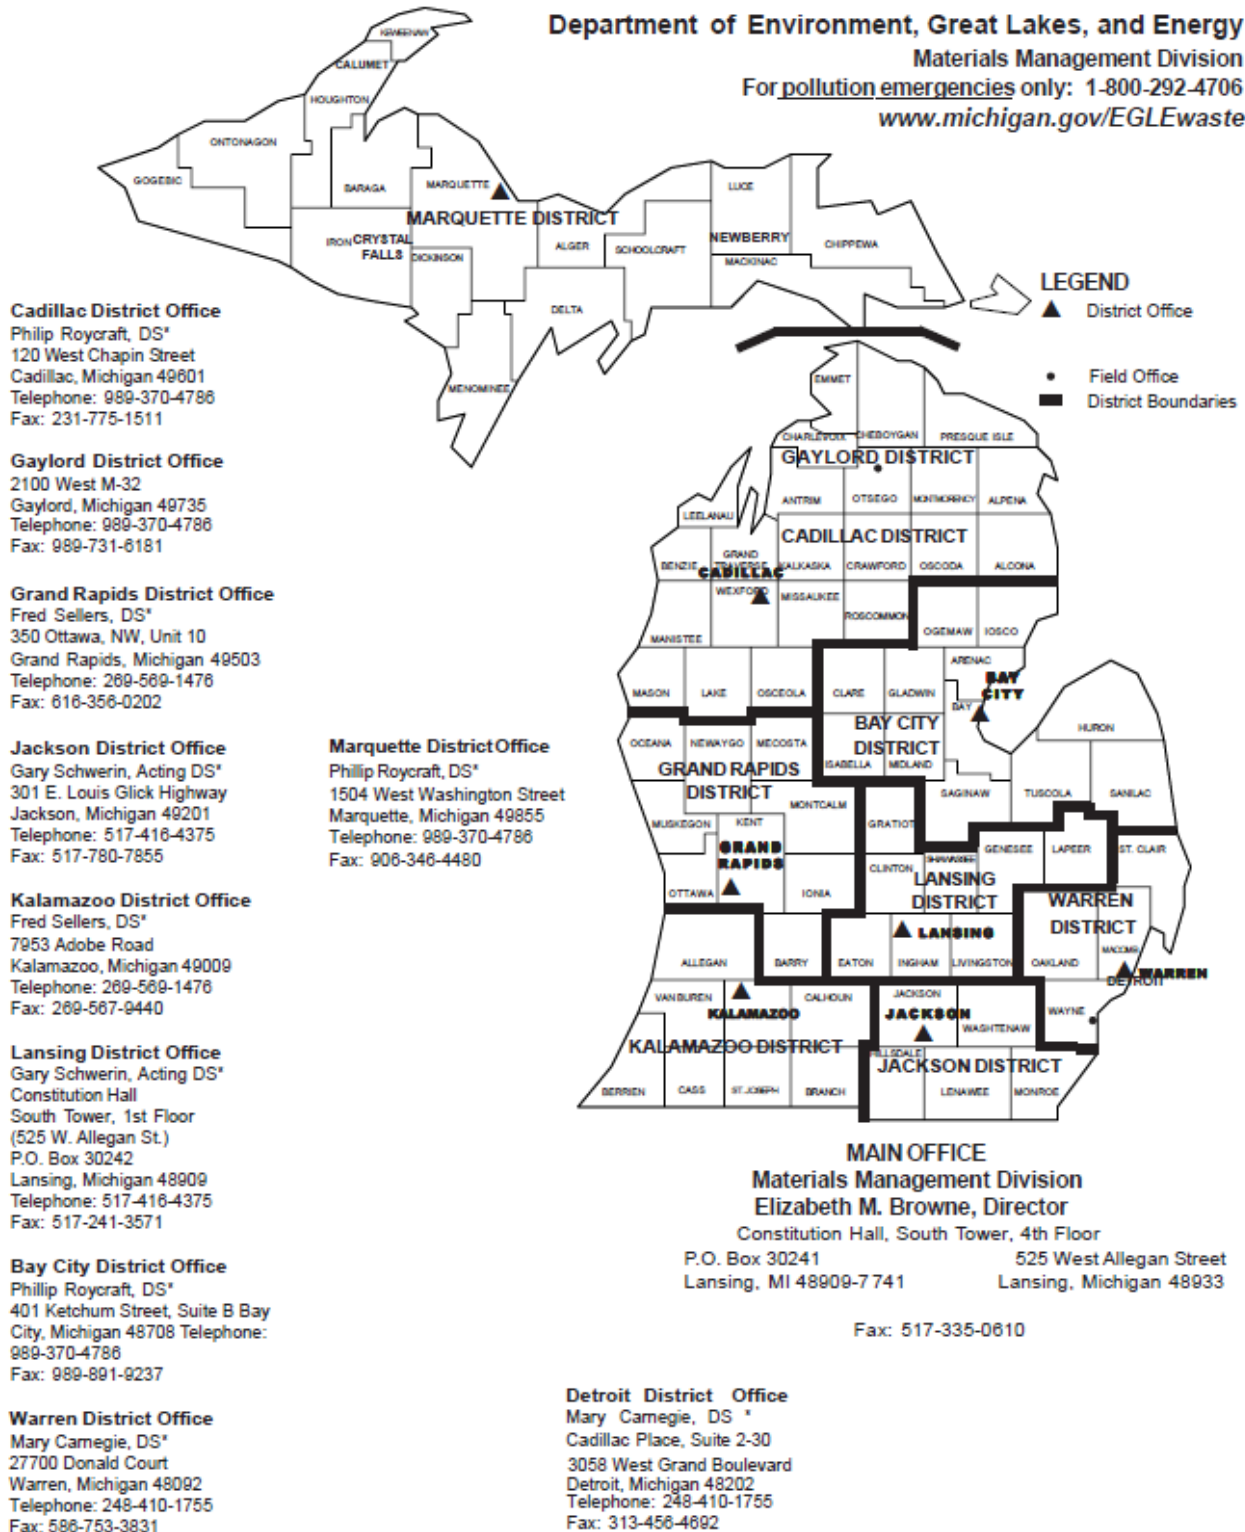 Department of Environment, Great Lakes, and Energy
Materials Management Division
For pollution emergencies only: 1-800-292-4706
www.michigan.gov/EGLEwaste
KEWEENAW
CALUMET
HOUGHTON
ONTONAGON
GOGEBIC
BARAGA
MARQUETTE
LUCE
MARQUETTE DISTRICT
IRON CRYSTAL
FALLS
DICKINSON
ALGER
SCHOOLCRAFT
NEWBERRY
CHIPPEWA
MACKINAC
DELTA
MENOMINEE
LEGEND
District Office
Field Office
District Boundaries
Cadillac District Office
Philip Roycraft, DS*
120 West Chapin Street
Cadillac, Michigan 49601
Telephone: 989-370-4786
Fax: 231-775-1511
Gaylord District Office
2100 West M-32
Gaylord, Michigan 49735
Telephone: 989-370-4786
Fax: 989-731-6181
Grand Rapids District Office
Fred Sellers, DS*
350 Ottawa, NW, Unit 10
Grand Rapids, Michigan 49503
Telephone: 269-569-1476
Fax: 616-356-0202
Jackson District Office
Gary Schwerin, Acting DS*
301 E. Louis Glick Highway
Jackson, Michigan 49201
Telephone: 517-416-4375
Fax: 517-780-7855
Marquette District Office
Phillip Roycraft, DS*
1504 West Washington Street
Marquette, Michigan 49855
Telephone: 989-370-4786
Fax: 906-346-4480
Kalamazoo District Office
Fred Sellers, DS*
7953 Adobe Road
Kalamazoo, Michigan 49009
Telephone: 269-569-1476
Fax: 269-567-9440
Lansing District Office
Gary Schwerin, Acting DS*
Constitution Hall
South Tower, 1st Floor
(525 W. Allegan St.)
P.O. Box 30242
Lansing, Michigan 48909
Telephone: 517-416-4375
Fax: 517-241-3571
Bay City District Office
Phillip Roycraft, DS*
401 Ketchum Street, Suite B Bay
City, Michigan 48708 Telephone:
989-370-4786
Fax: 989-891-9237
Warren District Office
Mary Carnegie, DS*
27700 Donald Court
Warren, Michigan 48092
Telephone: 248-410-1755
Fax: 586-753-3831
EMMET
CHARLEVOIX CHEBOYGAN PRESQUE ISLE
GAYLORD DISTRICT
ANTRIM OTSEGO MONTMORENCY ALPENA
LEELANAU
CADILLAC DISTRICT
BENZIE GRAND TRAVERSE KALKASKA CRAWFORD OSCODA ALCONA
CADILLAC
WEXFORD MISSAUKEE
ROSCOMMON
MANISTEE OGEMAW IOSCO
ARENAC
BAY
CITY
MASON LAKE OSCEOLA CLARE GLADWIN
BAY
BAY CITY
DISTRICT
HURON
OCEANA NEWAYGO MECOSTA
ISABELLA MIDLAND
GRAND RAPIDS
DISTRICT
SAGINAW TUSCOLA SANILAC
MONTCALM
MUSKEGON KENT GRATIOT
GRAND
RAPIDS
CLINTON SHIAWASSEE GENESEE LAPEER ST. CLAIR
LANSING
DISTRICT
OTTAWA IONIA
WARREN
DISTRICT
LANSING
MACOMB
ALLEGAN BARRY EATON INGHAM LIVINGSTON OAKLAND
WARREN
DETROIT
VAN BUREN CALHOUN JACKSON
KALAMAZOO
JACKSON
WASHTENAW WAYNE
KALAMAZOO DISTRICT
HILLSDALE
JACKSON DISTRICT
BERRIEN CASS ST. JOSEPH BRANCH LENAWEE MONROE
MAIN OFFICE
Materials Management Division
Elizabeth M. Browne, Director
Constitution Hall, South Tower, 4th Floor
P.O. Box 30241 525 West Allegan Street
Lansing, MI 48909-7741 Lansing, Michigan 48933
Fax: 517-335-0610
Detroit District Office
Mary Carnegie, DS *
Cadillac Place, Suite 2-30
3058 West Grand Boulevard
Detroit, Michigan 48202
Telephone: 248-410-1755
Fax: 313-456-4692